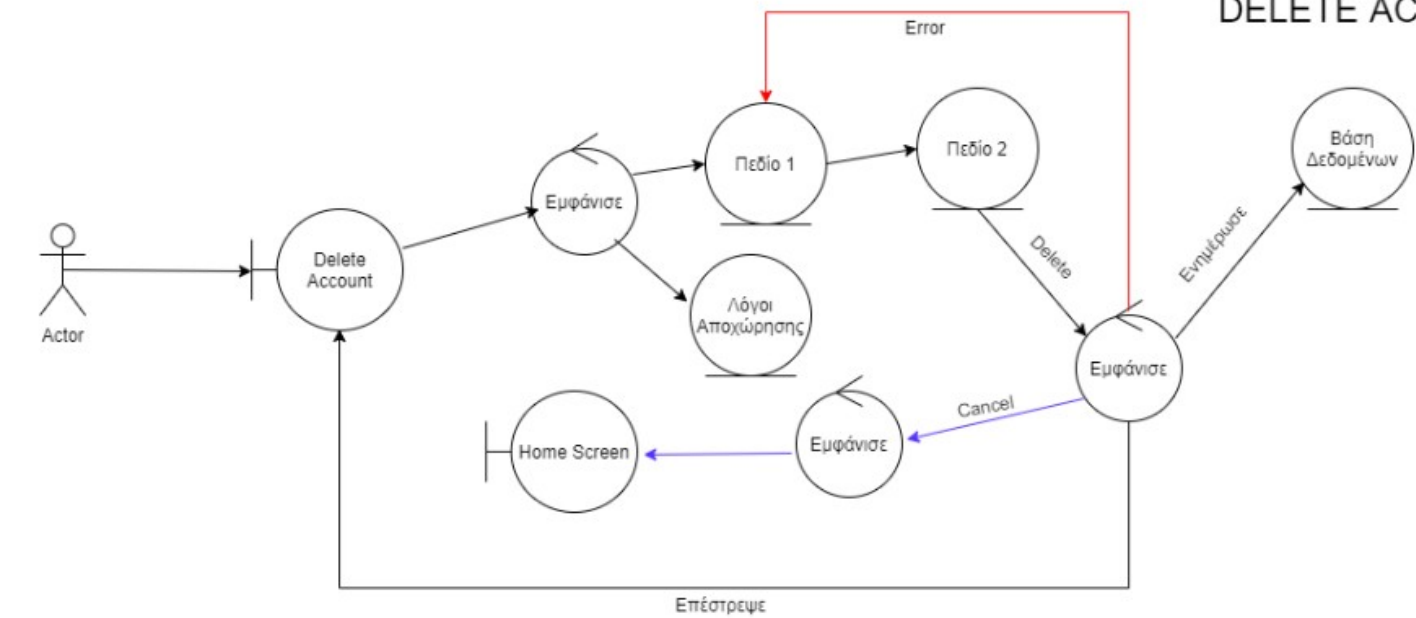 DELETE AC
Error
Πεδίο 1
Πεδίο 2
Βάση
Δεδομένων
Εμφάνισε
Delete
Account
Actor
Λόγοι
Αποχώρησης
Delete
Ενημέρωσε
Εμφάνισε
Cancel
Εμφάνισε
Home Screen
Επέστρεψε